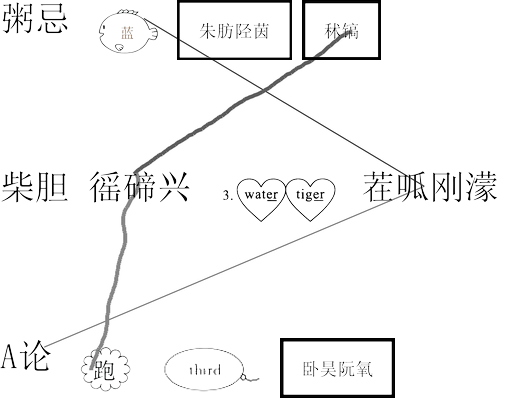 粥忌 蓝 朱肪陉茵 秫镐
柴胆 徭碲兴 3. water tiger 茬呱刚濛
A论 跑 third 卧昊阮氧